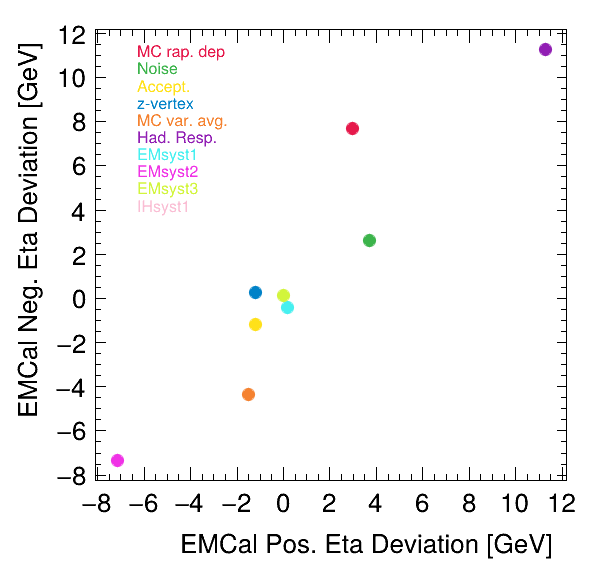 12
10
8
6
4
2
0
−2
−4
−6
−8
EMCal Neg. Eta Deviation [GeV]
MC rap. dep
Noise
Accept.
z-vertex
MC var. avg.
Had. Resp.
EMsyst1
EMsyst2
EMsyst3
IHsyst1
−8 −6 −4 −2 0 2 4 6 8 10 12
EMCal Pos. Eta Deviation [GeV]